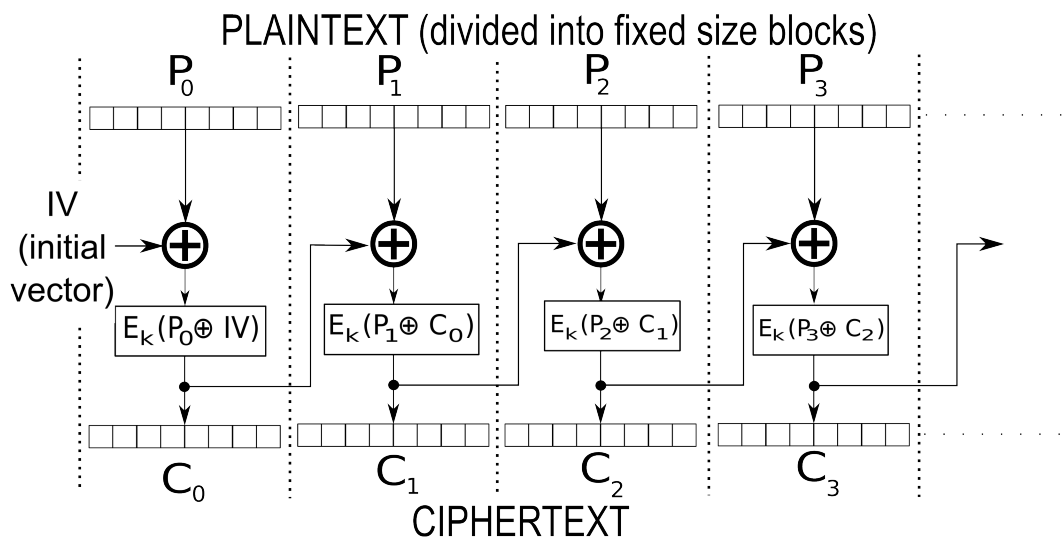 PLAINTEXT (divided into fixed size blocks)
P₀ P₁ P₂ P₃
IV
(initial
vector)
Eₖ(P₀⊕ IV) Eₖ(P₁⊕ C₀) Eₖ(P₂⊕ C₁) Eₖ(P₃⊕ C₂)
C₀ C₁ C₂ C₃
CIPHERTEXT